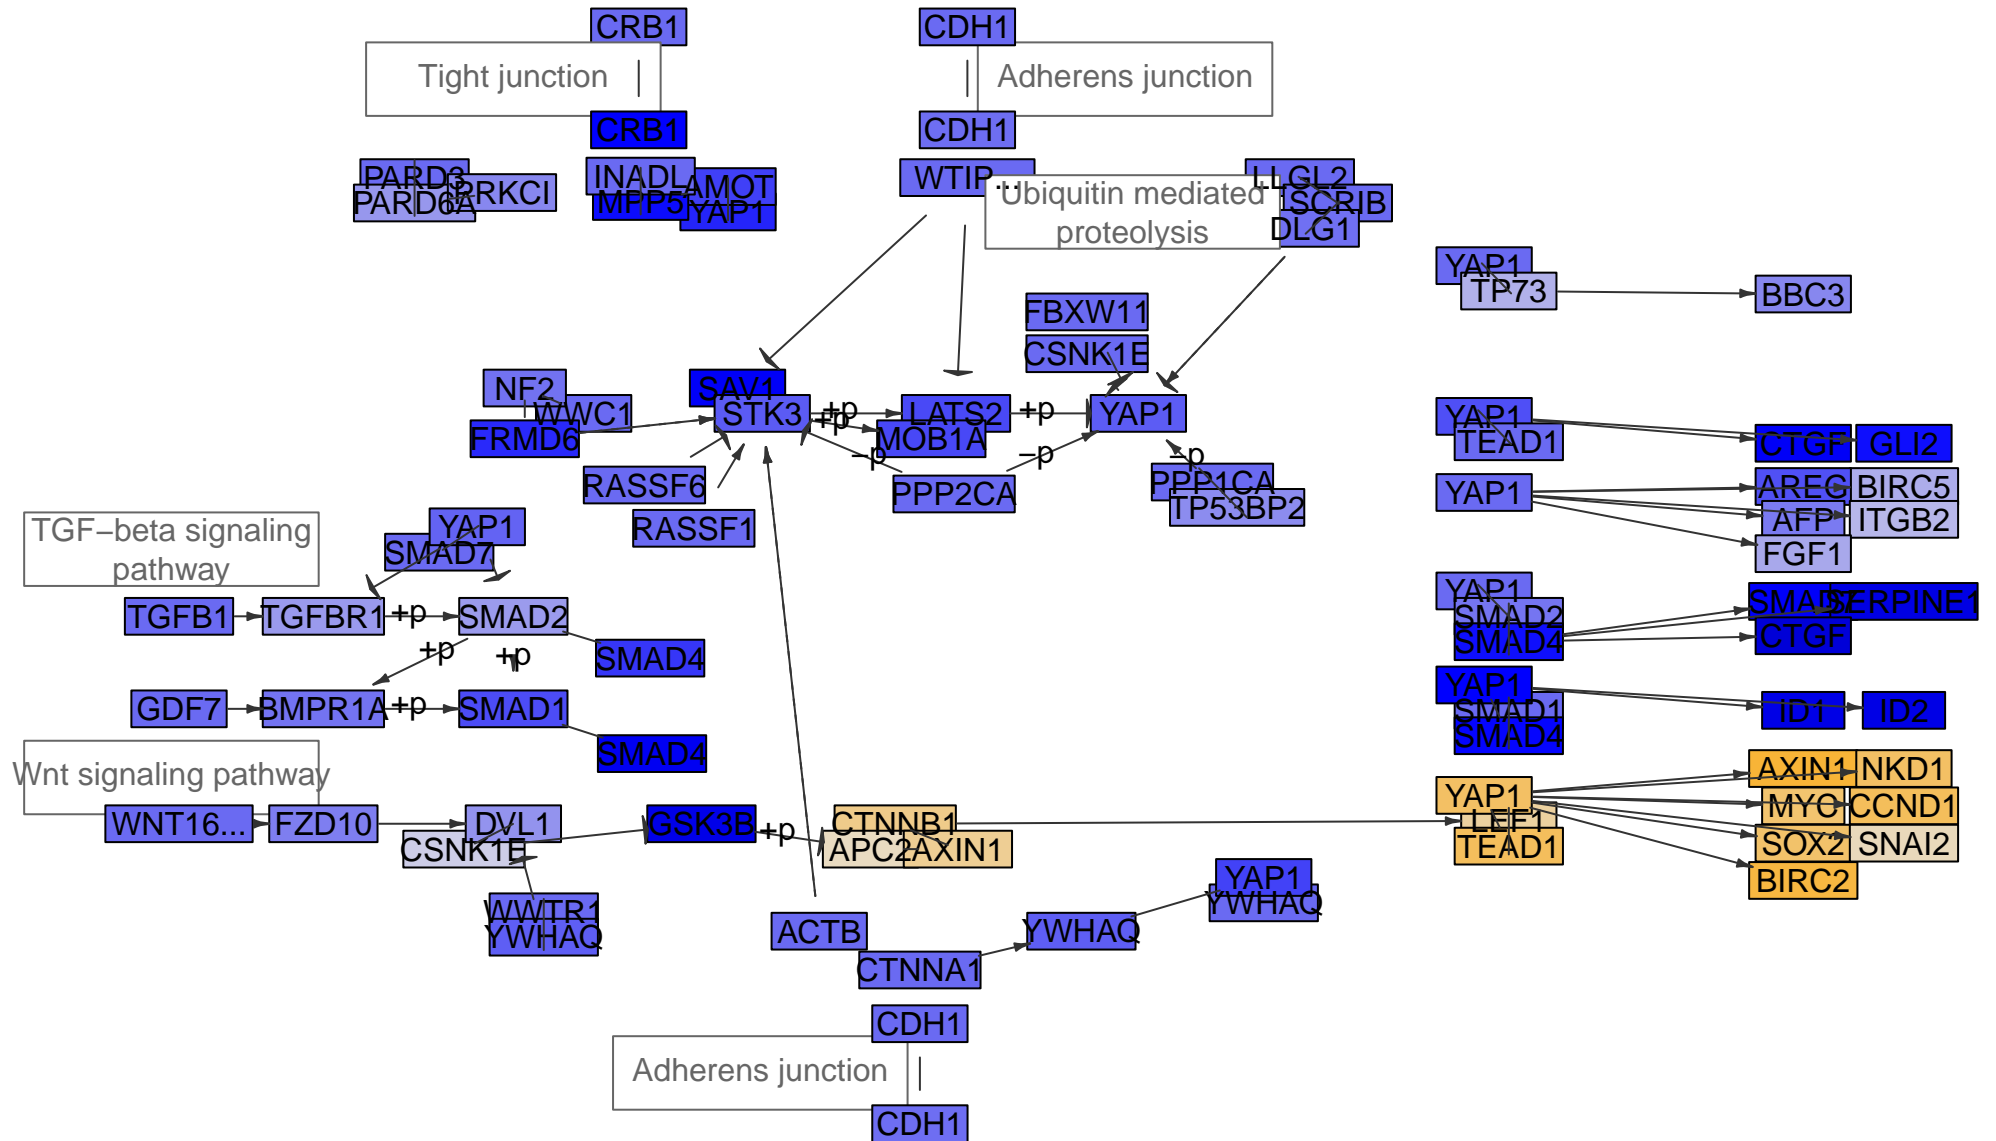 CRB1
CDH1
Tight junction
Adherens junction
CRB1
CDH1
PARD3
PARD6A
PRKCI
INADL
MPP5
AMOT
YAP1
WTIP...
Ubiquitin mediated
proteolysis
LLGL2
SCRIB
DLG1
YAP1
TP73
BBC3
FBXW11
CSNK1E
NF2
WWC1
FRMD6
SAV1
STK3
+p
+p
LATS2
MOB1A
+p
YAP1
−p
−p
−p
RASSF6
RASSF1
PPP2CA
PPP1CA
TP53BP2
YAP1
TEAD1
CTGF
GLI2
YAP1
AREG
BIRC5
AFP
ITGB2
FGF1
TGF−beta signaling
pathway
YAP1
SMAD7
TGFB1
TGFBR1
+p
SMAD2
+p
+p
SMAD4
GDF7
BMPR1A
+p
SMAD1
SMAD4
YAP1
SMAD2
SMAD4
SMAD7
SERPINE1
CTGF
YAP1
SMAD1
SMAD4
ID1
ID2
Wnt signaling pathway
WNT16...
FZD10
DVL1
CSNK1E
GSK3B
+p
CTNNB1
APC2
AXIN1
YAP1
LEF1
TEAD1
AXIN1
NKD1
MYC
CCND1
SOX2
SNAI2
BIRC2
WWTR1
YWHAQ
ACTB
CTNNA1
YWHAQ
YAP1
YWHAQ
CDH1
Adherens junction
CDH1